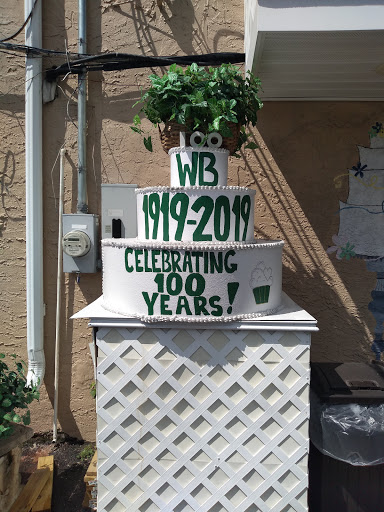 100
WB
1919-2019
CELEBRATING
100
YEARS!